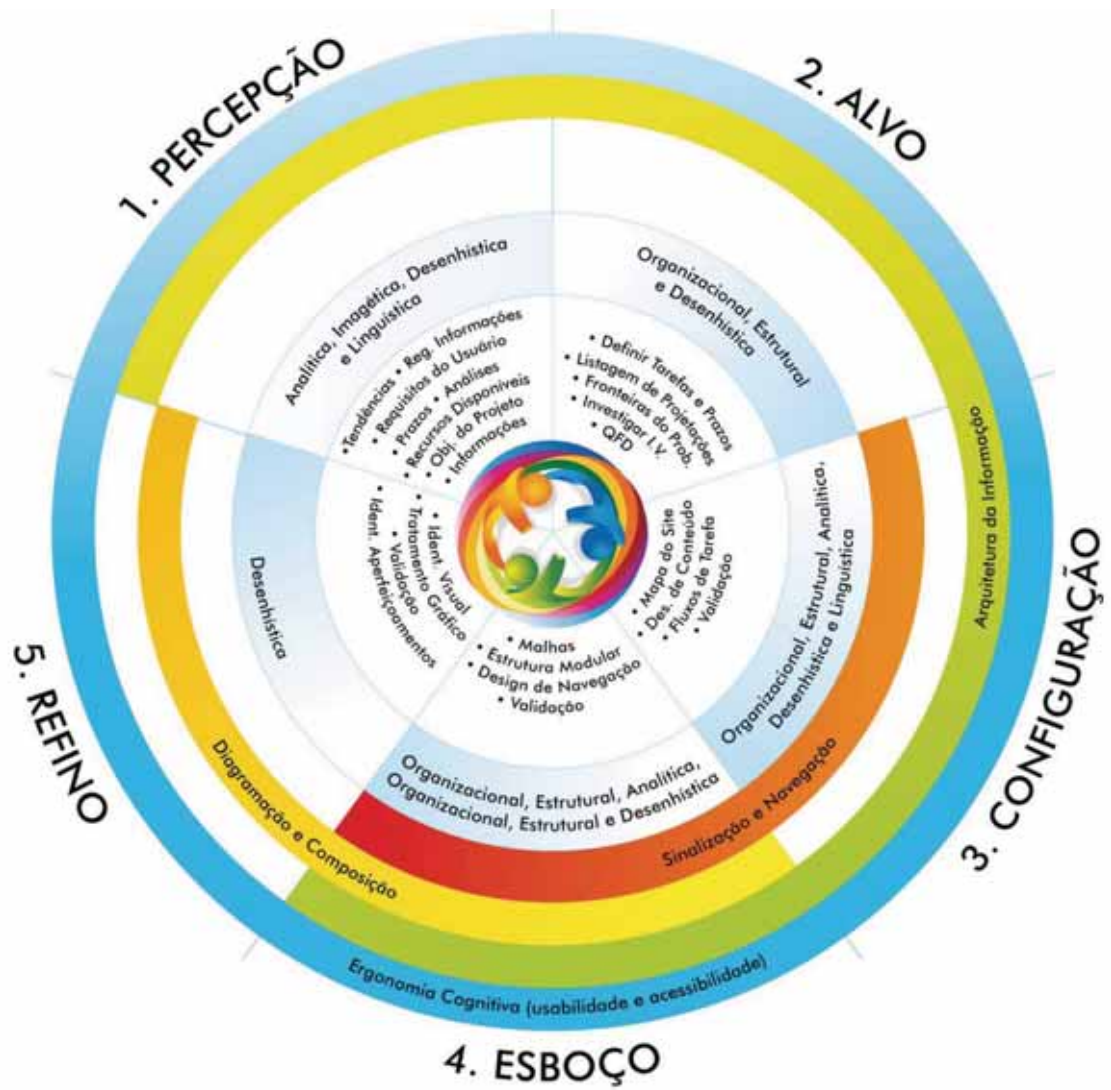 1. PERCEPÇÃO
2. ALVO
3. CONFIGURAÇÃO
4. ESBOÇO
5. REFINO
Analítica, Imagética, Desenhística
e Linguística
•Tendências • Reg. Informações
• Requisitos do Usuário
• Prazos • Análises
• Recursos Disponíveis
• Obj. do Projeto
• Informações
Organizacional, Estrutural
e Desenhística
• Definir Tarefas e Prazos
• Listagem de Projetações
• Fronteiras do Prob.
• Investigar I.V.
• QFD
Organizacional, Estrutural, Analítica,
Desenhística e Linguística
• Mapa do Site
• Des. de Conteúdo
• Fluxos de Tarefa
• Validação
Organizacional, Estrutural, Analítica,
Organizacional, Estrutural e Desenhística
• Malhas
• Estrutura Modular
• Design de Navegação
• Validação
Desenhística
• Ident. Visual
• Tratamento Gráfico
• Validação
• Ident. Aperfeiçoamentos
Arquitetura da Informação
Sinalização e Navegação
Diagramação e Composição
Ergonomia Cognitiva (usabilidade e acessibilidade)